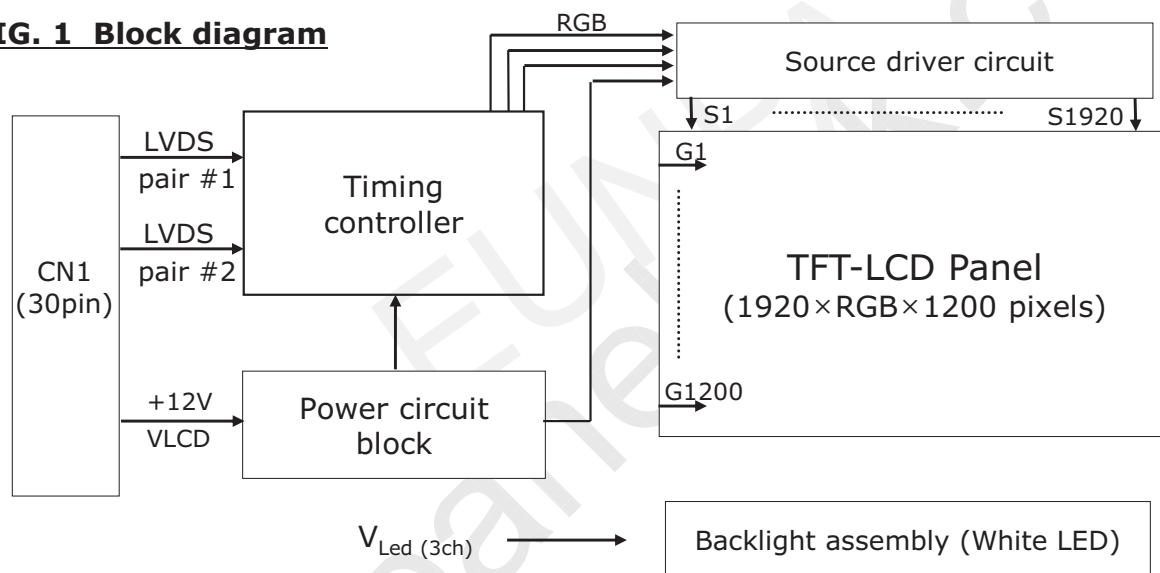 IG. 1 Block diagram
RGB
Source driver circuit
S1
S1920
LVDS
pair #1
G1
Timing
controller
LVDS
pair #2
CN1
(30pin)
TFT-LCD Panel
(1920×RGB×1200 pixels)
G1200
+12V
VLCD
Power circuit
block
VLed (3ch)
Backlight assembly (White LED)